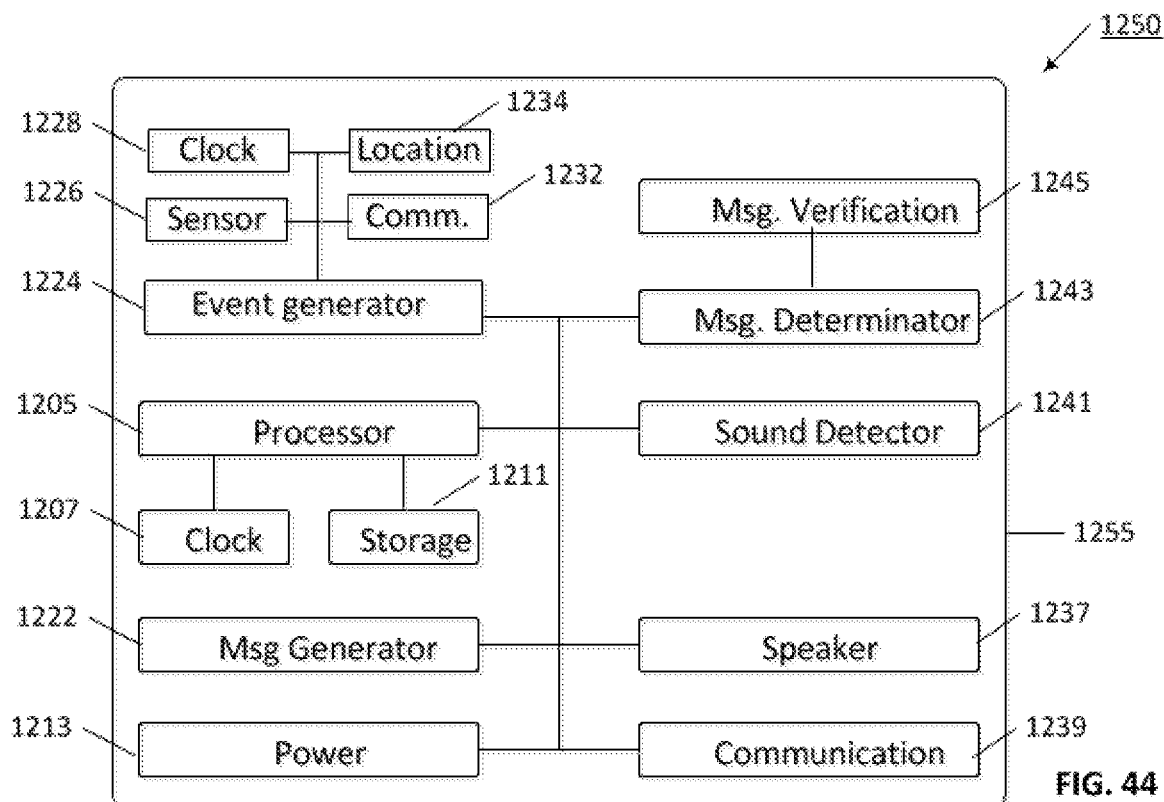 1250
1234
1228
Clock
Location
1232
1245
1226
Sensor
Comm.
Msg. Verification
1224
Event generator
1243
Msg. Determinator
1205
Processor
1241
Sound Detector
1211
1207
Clock
Storage
1255
1222
Msg Generator
1237
Speaker
1213
Power
Communication
1239
FIG. 44